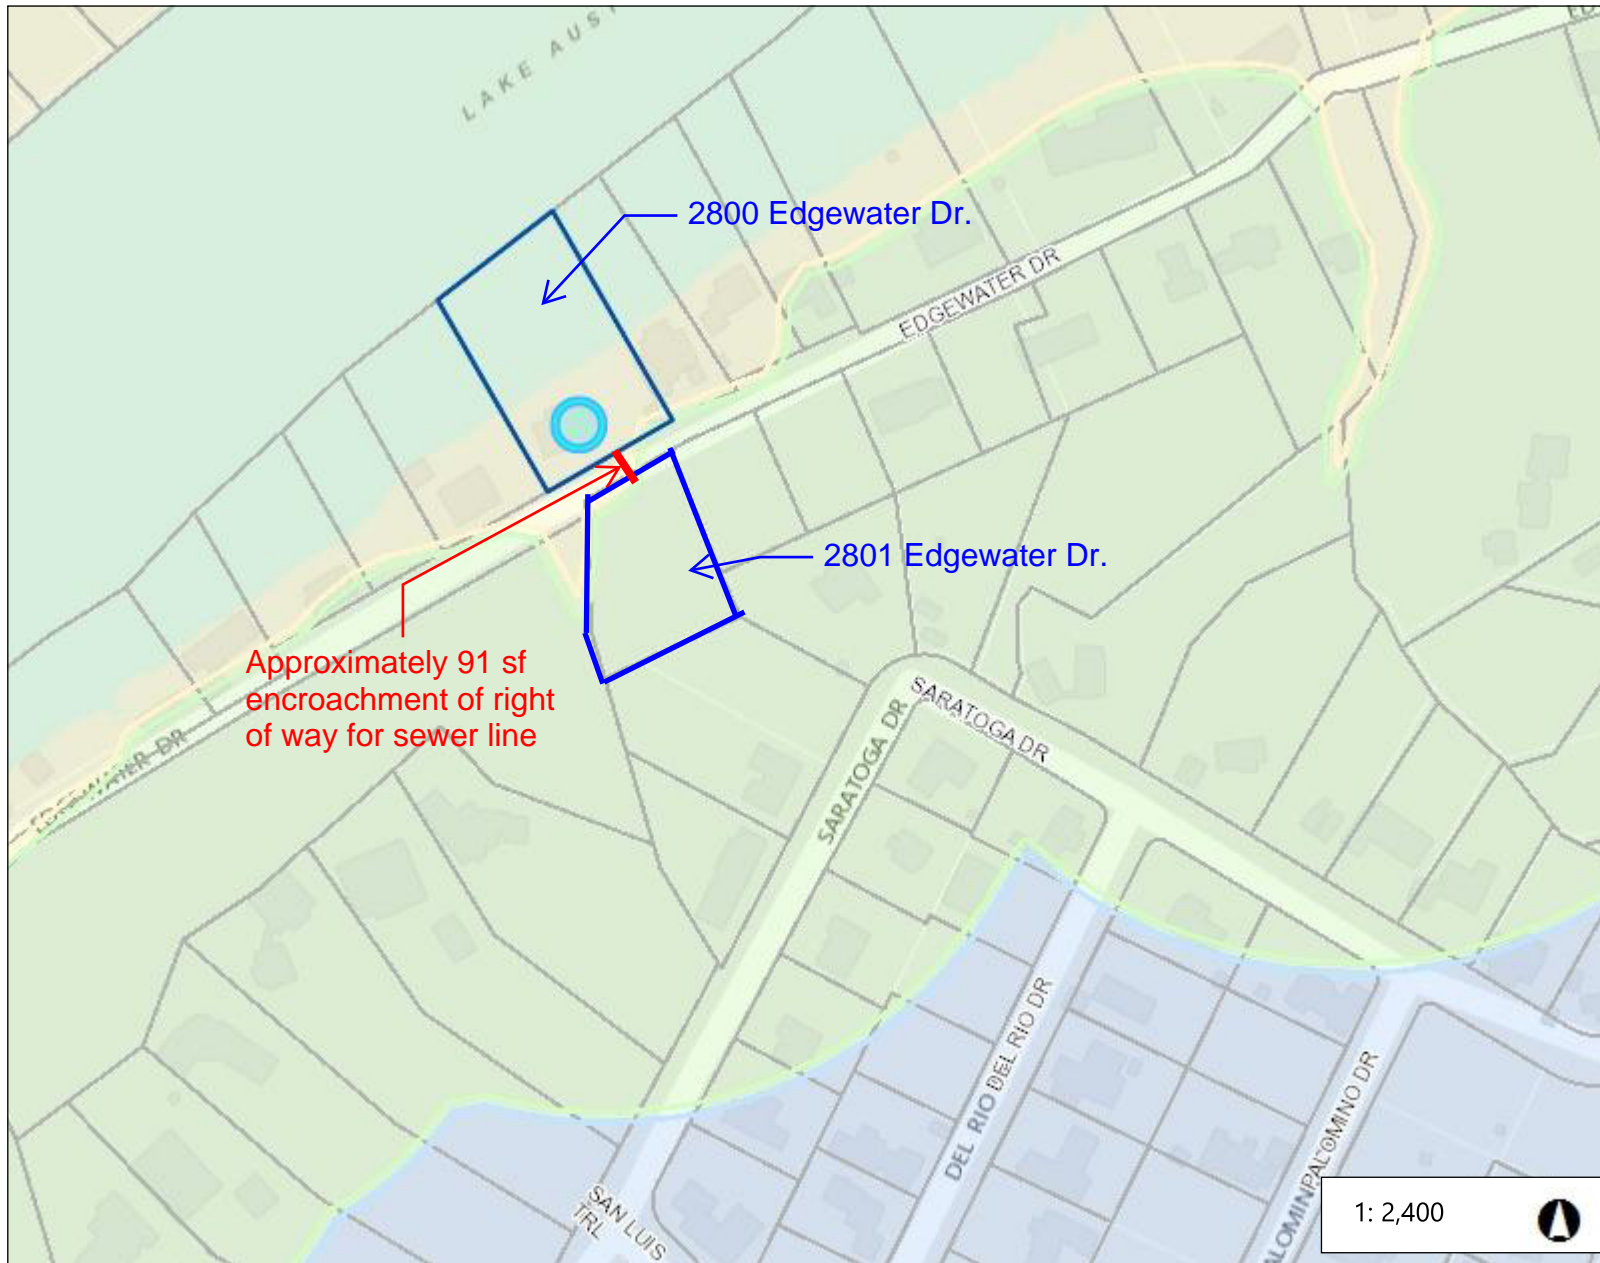 LAKE AUS
2800 Edgewater Dr.
EDGEWATER DR
2801 Edgewater Dr.
Approximately 91 sf
encroachment of right
of way for sewer line
EDGEWATER DR
SARATOGA DR
SARATOGA DR
DEL RIO DR
DEL RIO
PALOMINO DR
SAN LUIS
TRL
1: 2,400